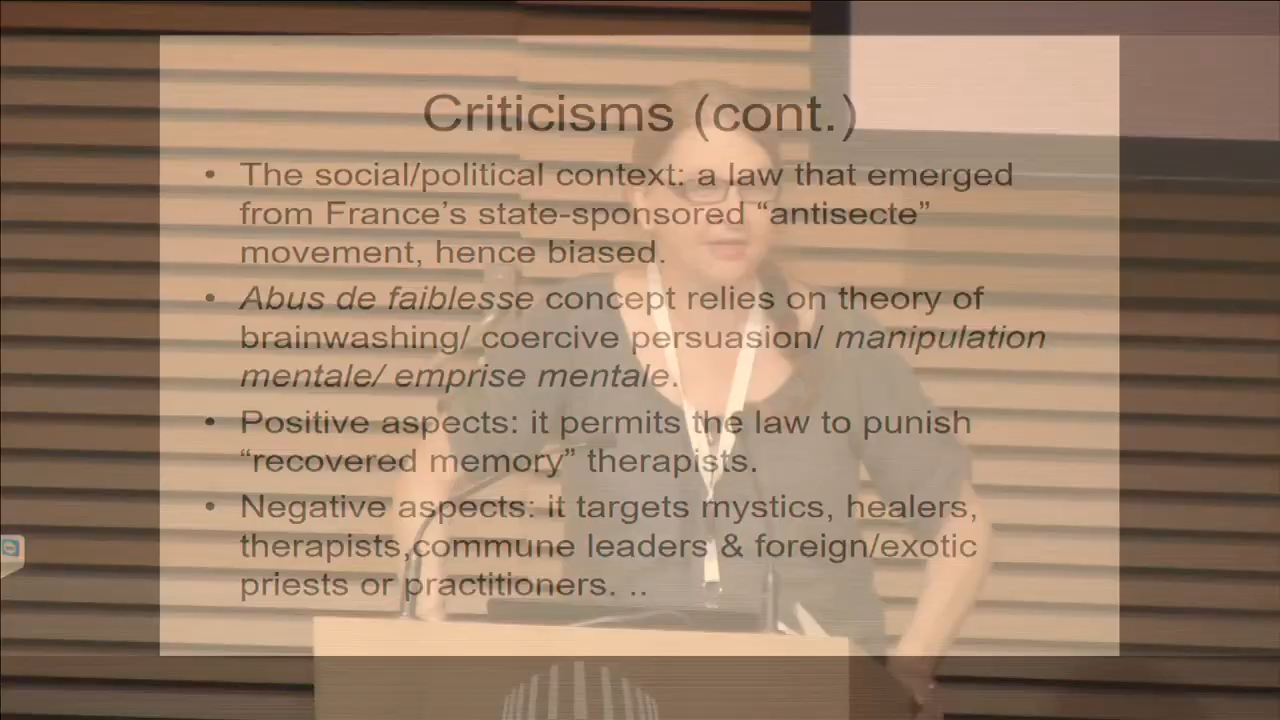 Criticisms (cont.)
• The social/political context: a law that emerged
from France's state-sponsored “antisecte”
movement, hence biased.
• Abus de faiblesse concept relies on theory of
brainwashing/ coercive persuasion/ manipulation
mentale/ emprise mentale.
• Positive aspects: it permits the law to punish
“recovered memory” therapists.
• Negative aspects: it targets mystics, healers,
therapists,commune leaders & foreign/exotic
priests or practitioners. ..